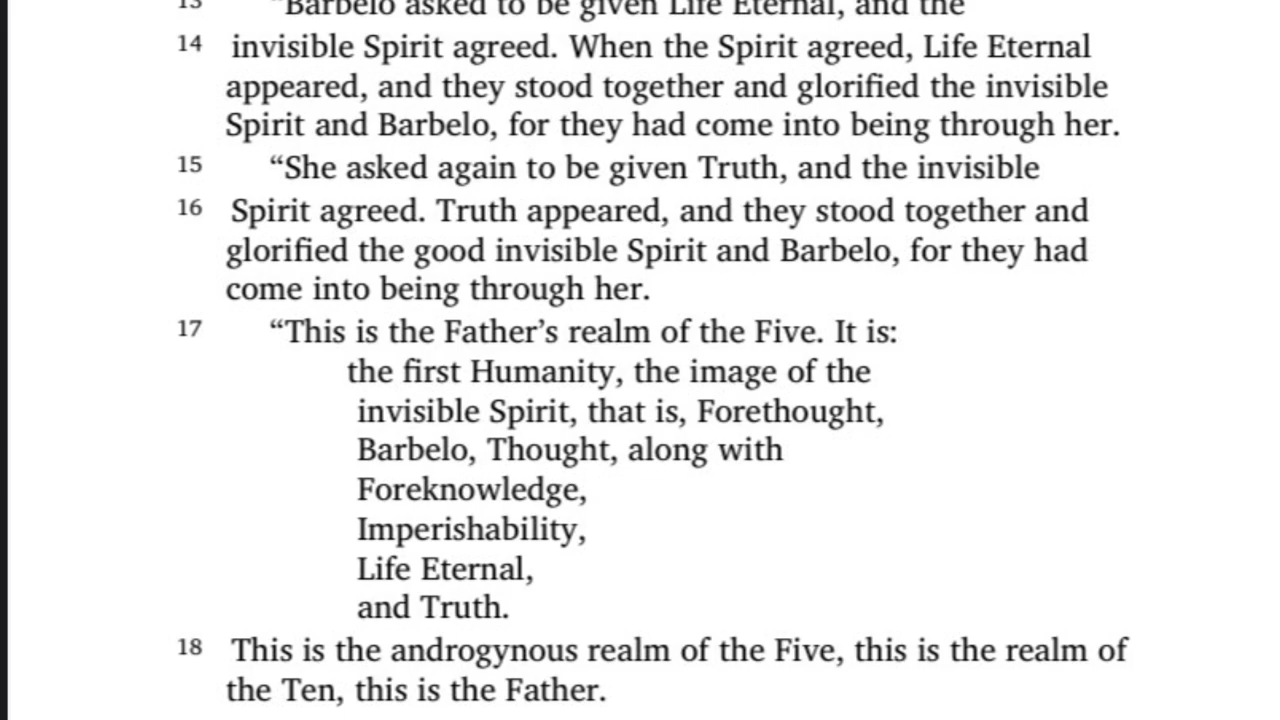 13 “Barbelo asked to be given Life Eternal, and the
14 invisible Spirit agreed. When the Spirit agreed, Life Eternal
appeared, and they stood together and glorified the invisible
Spirit and Barbelo, for they had come into being through her.
15 “She asked again to be given Truth, and the invisible
16 Spirit agreed. Truth appeared, and they stood together and
glorified the good invisible Spirit and Barbelo, for they had
come into being through her.
17 “This is the Father’s realm of the Five. It is:
the first Humanity, the image of the
invisible Spirit, that is, Forethought,
Barbelo, Thought, along with
Foreknowledge,
Imperishability,
Life Eternal,
and Truth.
18 This is the androgynous realm of the Five, this is the realm of
the Ten, this is the Father.